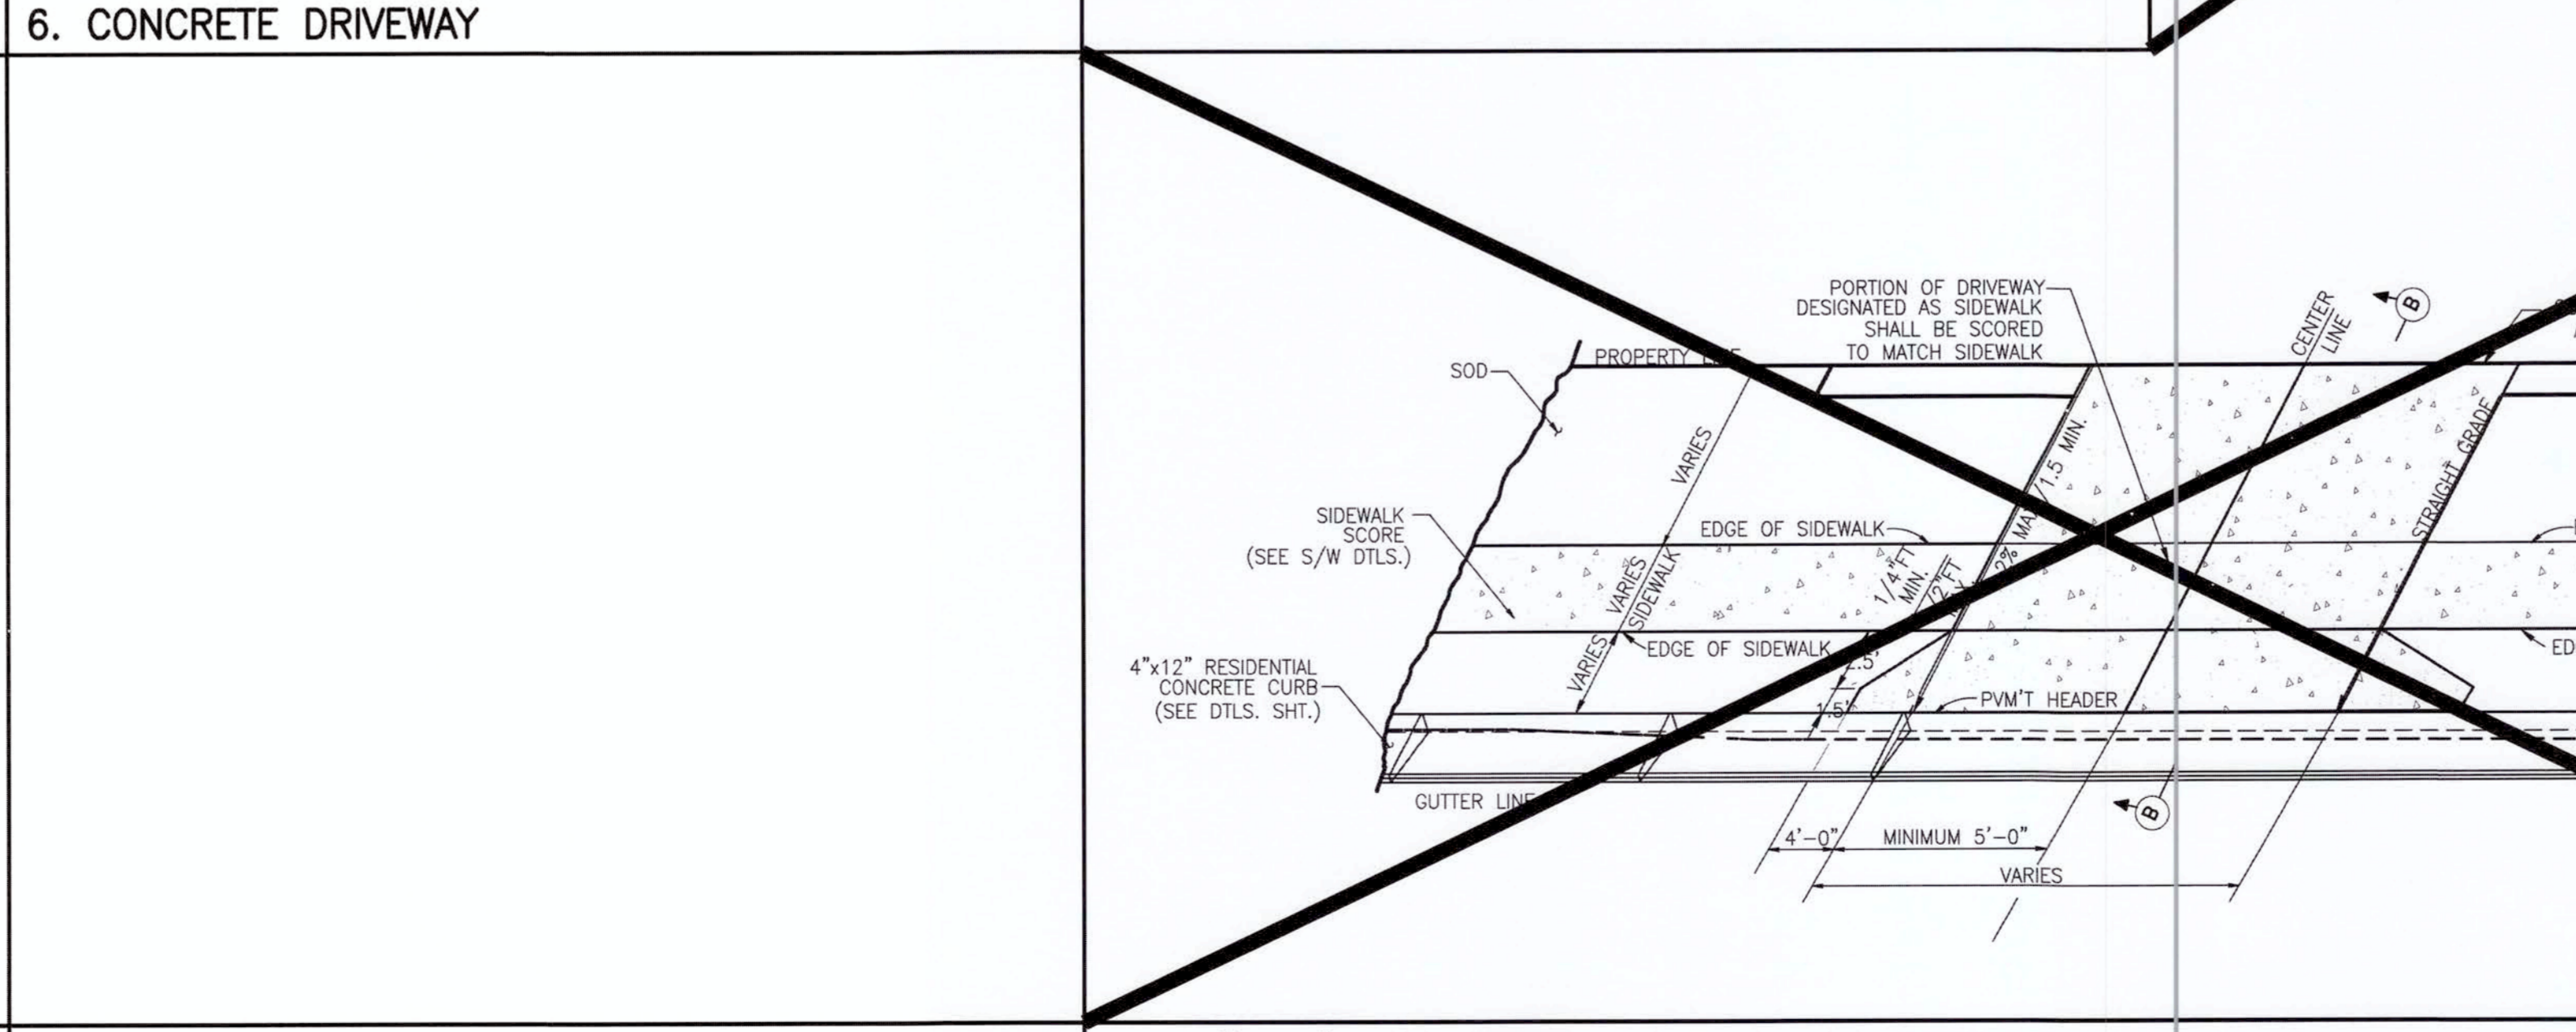 6. CONCRETE DRIVEWAY
PORTION OF DRIVEWAY
DESIGNATED AS SIDEWALK
SHALL BE SCORED
TO MATCH SIDEWALK
CENTER
LINE
B
PROPERTY
SOD
VARIES
1.5 MIN.
STRAIGHT GRADE
SIDEWALK
SCORE
(SEE S/W DTLS.)
EDGE OF SIDEWALK
2%
1/4"FT
MIN.
VARIES
SIDEWALK
EDGE OF SIDEWALK
ED
VARIES
4"x12" RESIDENTIAL
CONCRETE CURB
(SEE DTLS. SHT.)
1.5'
PVM'T HEADER
GUTTER LINE
B
4'-0"
MINIMUM 5'-0"
VARIES